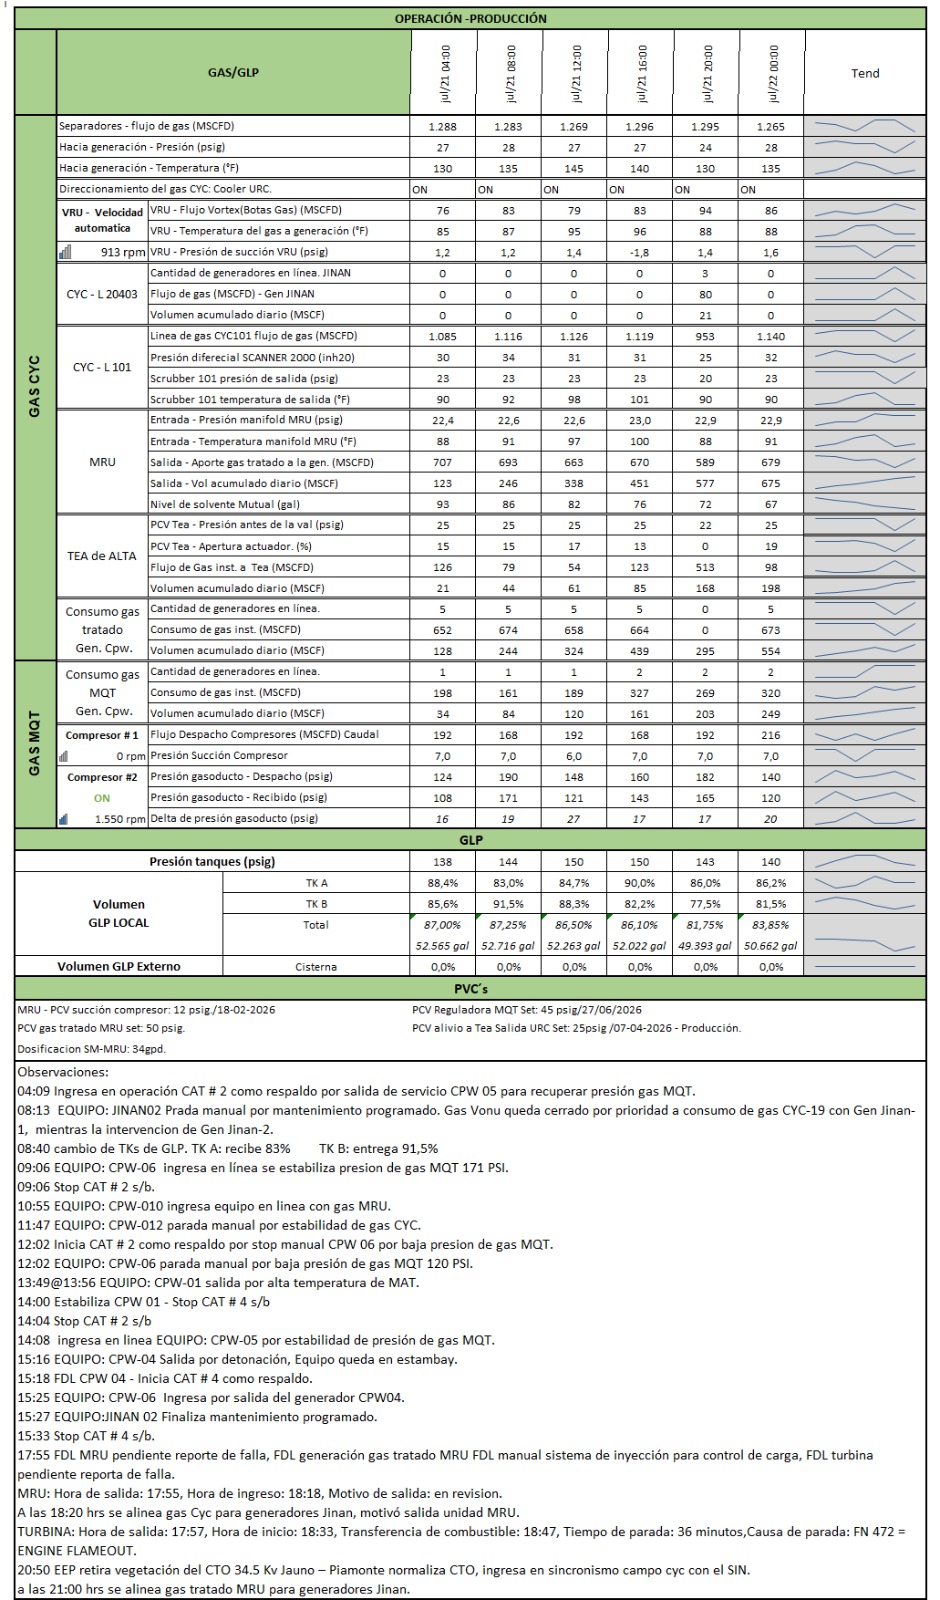 OPERACIÓN -PRODUCCIÓN
GAS/GLP jul/21 04:00 jul/21 08:00 jul/21 12:00 jul/21 16:00 jul/21 20:00 jul/22 00:00 Tend
GAS CYC
Separadores - flujo de gas (MSCFD) 1.288 1.283 1.269 1.296 1.295 1.265
Hacia generación - Presión (psig) 27 28 27 27 24 28
Hacia generación - Temperatura (°F) 130 135 145 140 130 135
Direccionamiento del gas CYC: Cooler URC. ON ON ON ON ON ON
VRU - Velocidad automatica
913 rpm
VRU - Flujo Vortex(Botas Gas) (MSCFD) 76 83 79 83 94 86
VRU - Temperatura del gas a generación (°F) 85 87 95 96 88 88
VRU - Presión de succión VRU (psig) 1,2 1,2 1,4 -1,8 1,4 1,6
CYC - L 20403
Cantidad de generadores en línea. JINAN 0 0 0 0 3 0
Flujo de gas (MSCFD) - Gen JINAN 0 0 0 0 80 0
Volumen acumulado diario (MSCF) 0 0 0 0 21 0
CYC - L 101
Linea de gas CYC101 flujo de gas (MSCFD) 1.085 1.116 1.126 1.119 953 1.140
Presión diferecial SCANNER 2000 (inh20) 30 34 31 31 25 32
Scrubber 101 presión de salida (psig) 23 23 23 23 20 23
Scrubber 101 temperatura de salida (°F) 90 92 98 101 90 90
MRU
Entrada - Presión manifold MRU (psig) 22,4 22,6 22,6 23,0 22,9 22,9
Entrada - Temperatura manifold MRU (°F) 88 91 97 100 88 91
Salida - Aporte gas tratado a la gen. (MSCFD) 707 693 663 670 589 679
Salida - Vol acumulado diario (MSCF) 123 246 338 451 577 675
Nivel de solvente Mutual (gal) 93 86 82 76 72 67
TEA de ALTA
PCV Tea - Presión antes de la val (psig) 25 25 25 25 22 25
PCV Tea - Apertura actuador. (%) 15 15 17 13 0 19
Flujo de Gas inst. a Tea (MSCFD) 126 79 54 123 513 98
Volumen acumulado diario (MSCF) 21 44 61 85 168 198
Consumo gas tratado Gen. Cpw.
Cantidad de generadores en línea. 5 5 5 5 0 5
Consumo de gas inst. (MSCFD) 652 674 658 664 0 673
Volumen acumulado diario (MSCF) 128 244 324 439 295 554
GAS MQT
Consumo gas MQT Gen. Cpw.
Cantidad de generadores en línea. 1 1 1 2 2 2
Consumo de gas inst. (MSCFD) 198 161 189 327 269 320
Volumen acumulado diario (MSCF) 34 84 120 161 203 249
Compresor # 1
0 rpm
Flujo Despacho Compresores (MSCFD) Caudal 192 168 192 168 192 216
Presión Succión Compresor 7,0 7,0 6,0 7,0 7,0 7,0
Compresor #2
ON
1.550 rpm
Presión gasoducto - Despacho (psig) 124 190 148 160 182 140
Presión gasoducto - Recibido (psig) 108 171 121 143 165 120
Delta de presión gasoducto (psig) 16 19 27 17 17 20
GLP
Presión tanques (psig) 138 144 150 150 143 140
Volumen GLP LOCAL
TK A 88,4% 83,0% 84,7% 90,0% 86,0% 86,2%
TK B 85,6% 91,5% 88,3% 82,2% 77,5% 81,5%
Total 87,00% 87,25% 86,50% 86,10% 81,75% 83,85%
52.565 gal 52.716 gal 52.263 gal 52.022 gal 49.393 gal 50.662 gal
Volumen GLP Externo Cisterna 0,0% 0,0% 0,0% 0,0% 0,0% 0,0%
PVC´s
MRU - PCV succión compresor: 12 psig./18-02-2026 PCV Reguladora MQT Set: 45 psig/27/06/2026
PCV gas tratado MRU set: 50 psig. PCV alivio a Tea Salida URC Set: 25psig /07-04-2026 - Producción.
Dosificacion SM-MRU: 34gpd.
Observaciones:
04:09 Ingresa en operación CAT # 2 como respaldo por salida de servicio CPW 05 para recuperar presión gas MQT.
08:13 EQUIPO: JINAN02 Prada manual por mantenimiento programado. Gas Vonu queda cerrado por prioridad a consumo de gas CYC-19 con Gen Jinan-
1, mientras la intervencion de Gen Jinan-2.
08:40 cambio de TKs de GLP. TK A: recibe 83% TK B: entrega 91,5%
09:06 EQUIPO: CPW-06 ingresa en línea se estabiliza presion de gas MQT 171 PSI.
09:06 Stop CAT # 2 s/b.
10:55 EQUIPO: CPW-010 ingresa equipo en linea con gas MRU.
11:47 EQUIPO: CPW-012 parada manual por estabilidad de gas CYC.
12:02 Inicia CAT # 2 como respaldo por stop manual CPW 06 por baja presion de gas MQT.
12:02 EQUIPO: CPW-06 parada manual por baja presión de gas MQT 120 PSI.
13:49@13:56 EQUIPO: CPW-01 salida por alta temperatura de MAT.
14:00 Estabiliza CPW 01 - Stop CAT # 4 s/b
14:04 Stop CAT # 2 s/b
14:08 ingresa en linea EQUIPO: CPW-05 por estabilidad de presión de gas MQT.
15:16 EQUIPO: CPW-04 Salida por detonación, Equipo queda en estambay.
15:18 FDL CPW 04 - Inicia CAT # 4 como respaldo.
15:25 EQUIPO: CPW-06 Ingresa por salida del generador CPW04.
15:27 EQUIPO:JINAN 02 Finaliza mantenimiento programado.
15:33 Stop CAT # 4 s/b.
17:55 FDL MRU pendiente reporte de falla, FDL generación gas tratado MRU FDL manual sistema de inyección para control de carga, FDL turbina
pendiente reporta de falla.
MRU: Hora de salida: 17:55, Hora de ingreso: 18:18, Motivo de salida: en revision.
A las 18:20 hrs se alinea gas Cyc para generadores Jinan, motivó salida unidad MRU.
TURBINA: Hora de salida: 17:57, Hora de inicio: 18:33, Transferencia de combustible: 18:47, Tiempo de parada: 36 minutos,Causa de parada: FN 472 =
ENGINE FLAMEOUT.
20:50 EEP retira vegetación del CTO 34.5 Kv Jauno – Piamonte normaliza CTO, ingresa en sincronismo campo cyc con el SIN.
a las 21:00 hrs se alinea gas tratado MRU para generadores Jinan.